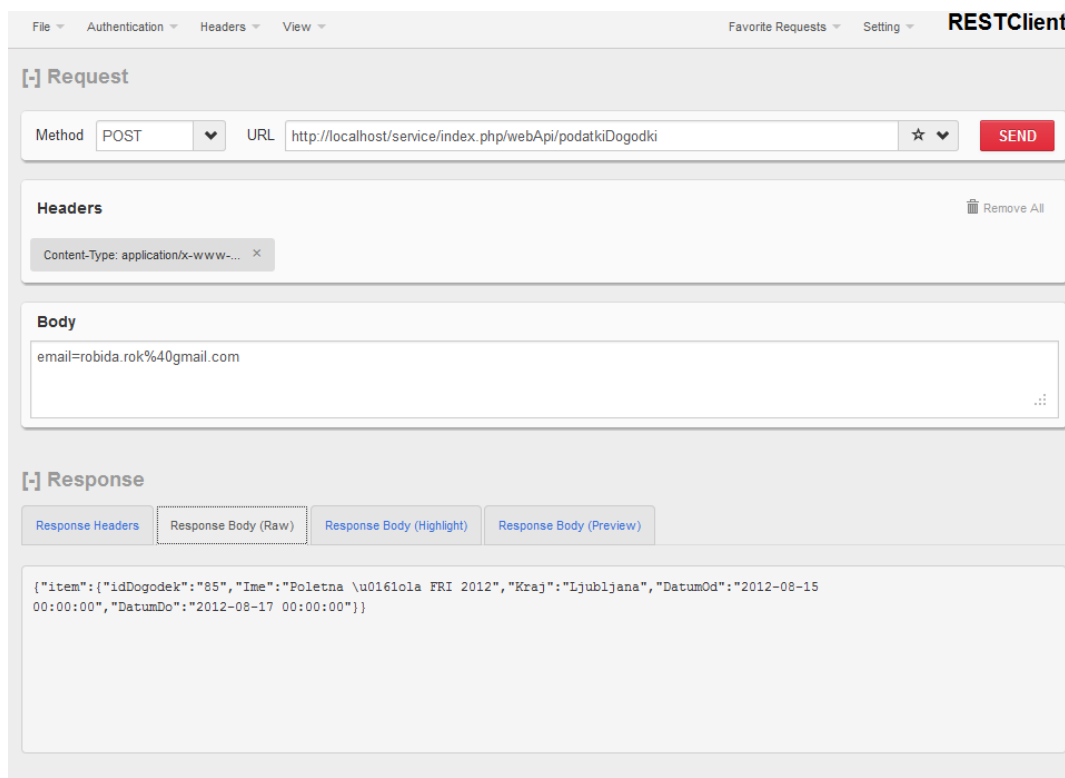 File Authentication Headers View Favorite Requests Setting RESTClient
[-] Request
Method POST URL http://localhost/service/index.php/webApi/podatkiDogodki SEND
Headers Remove All
Content-Type: application/x-www-... ×
Body
email=robida.rok%40gmail.com
[-] Response
Response Headers Response Body (Raw) Response Body (Highlight) Response Body (Preview)
{"item":{"idDogodek":"85","Ime":"Poletna \u0161ola FRI 2012","Kraj":"Ljubljana","DatumOd":"2012-08-15
00:00:00","DatumDo":"2012-08-17 00:00:00"}}